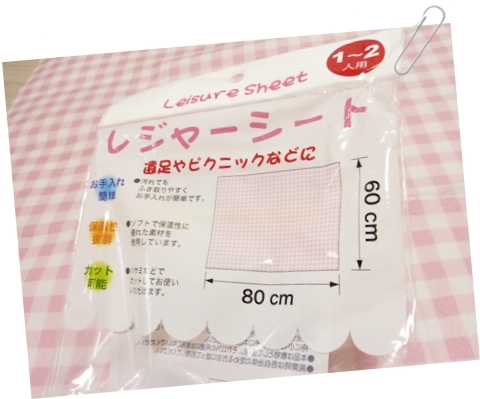 1～2
人用
Leisure Sheet
レジャーシート
遠足やピクニックなどに
お手入れ
簡単
●汚れても
ふき取りやすく
お手入れが簡単です。
保温性
抜群
●ソフトで保温性に
優れた素材を
使用しています。
カット
可能
●ハサミなどで
カットしてお使い
いただけます。
60 cm
80 cm